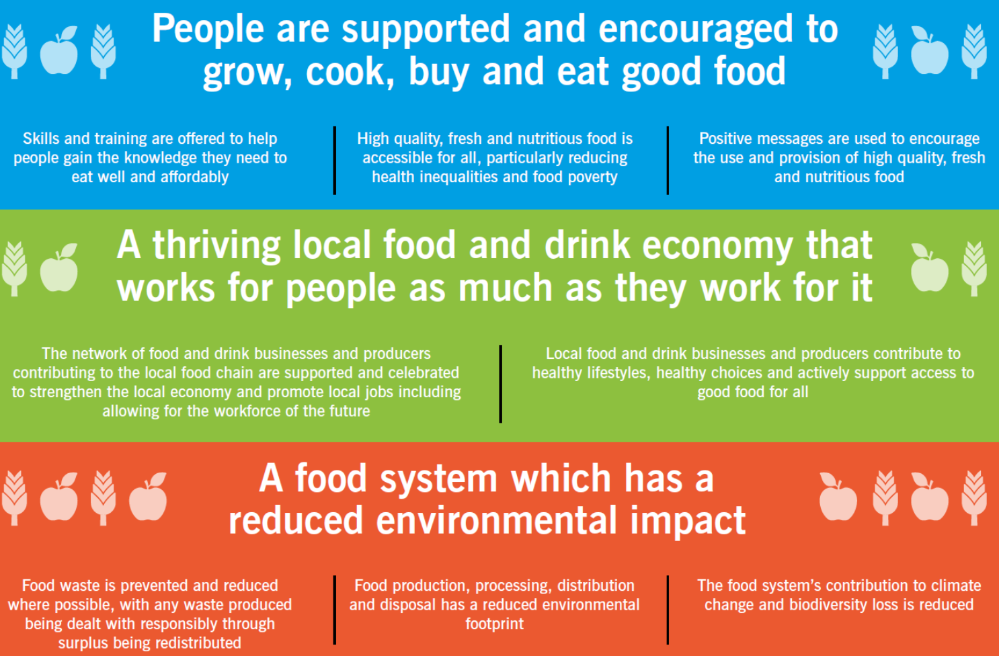 People are supported and encouraged to
grow, cook, buy and eat good food
Skills and training are offered to help
people gain the knowledge they need to
eat well and affordably
High quality, fresh and nutritious food is
accessible for all, particularly reducing
health inequalities and food poverty
Positive messages are used to encourage
the use and provision of high quality, fresh
and nutritious food
A thriving local food and drink economy that
works for people as much as they work for it
The network of food and drink businesses and producers
contributing to the local food chain are supported and celebrated
to strengthen the local economy and promote local jobs including
allowing for the workforce of the future
Local food and drink businesses and producers contribute to
healthy lifestyles, healthy choices and actively support access to
good food for all
A food system which has a
reduced environmental impact
Food waste is prevented and reduced
where possible, with any waste produced
being dealt with responsibly through
surplus being redistributed
Food production, processing, distribution
and disposal has a reduced environmental
footprint
The food system’s contribution to climate
change and biodiversity loss is reduced